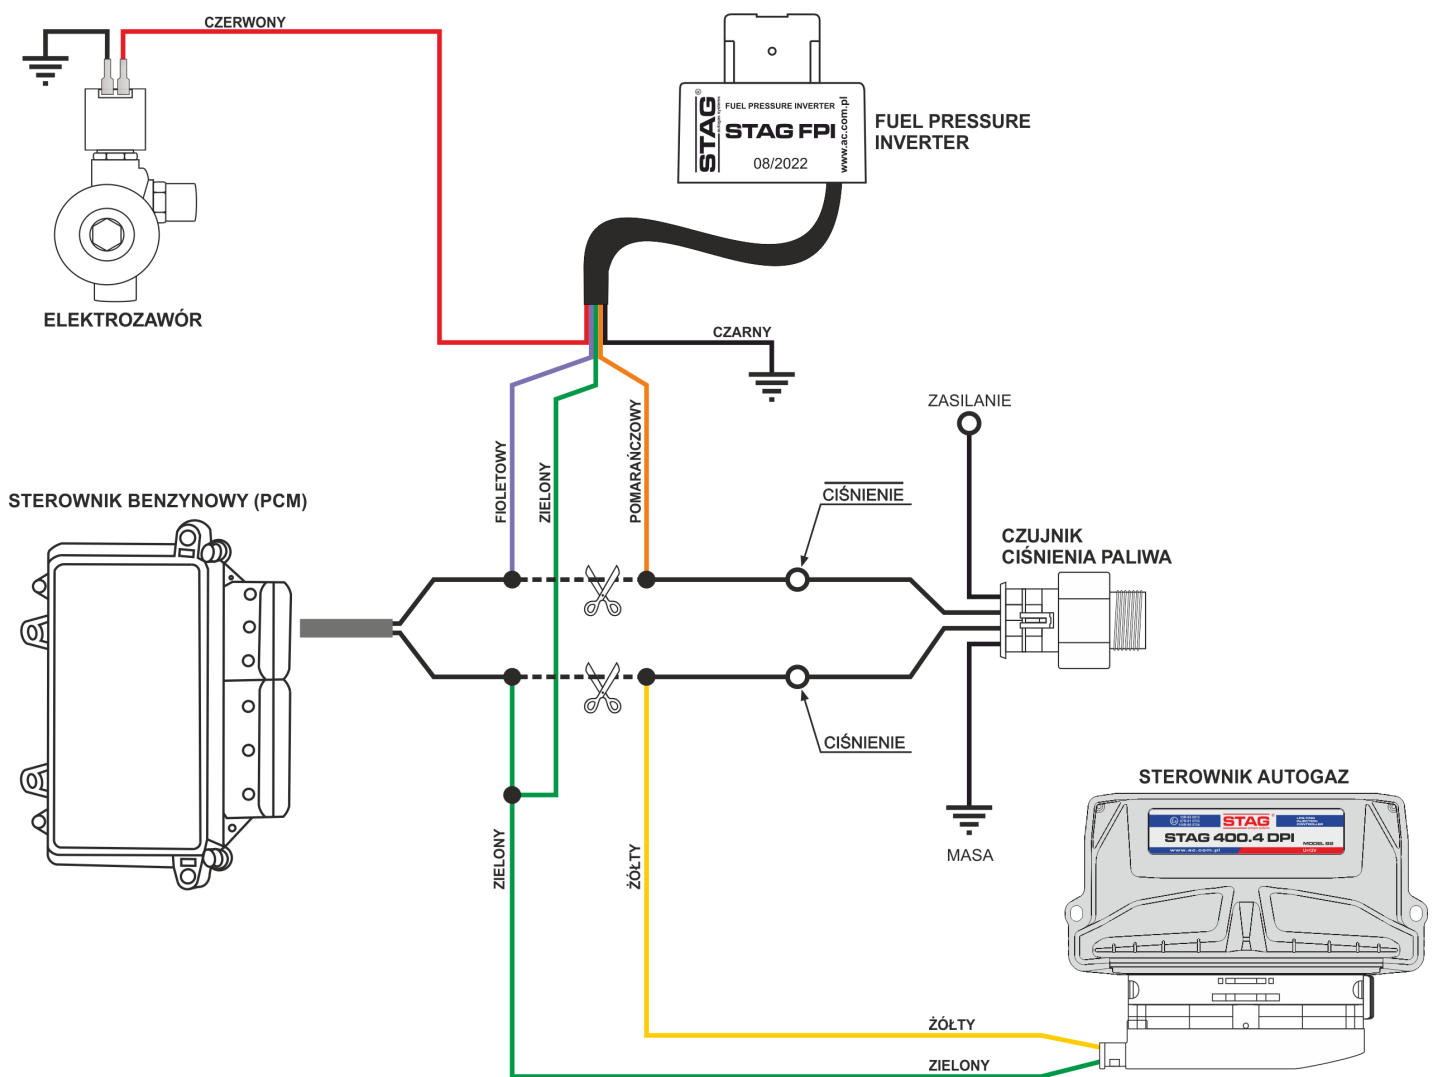 CZERWONY
STAG
®
autogas systems
FUEL PRESSURE INVERTER
STAG FPI
08/2022
www.ac.com.pl
FUEL PRESSURE
INVERTER
ELEKTROZAWÓR
CZARNY
ZASILANIE
FIOLETOWY
ZIELONY
POMARAŃCZOWY
STEROWNIK BENZYNOWY (PCM)
CIŚNIENIE
CZUJNIK
CIŚNIENIA PALIWA
CIŚNIENIE
STEROWNIK AUTOGAZ
STAG
STAG 400.4 DPI
www.ac.com.pl
MASA
ZIELONY
ŻÓŁTY
ŻÓŁTY
ZIELONY